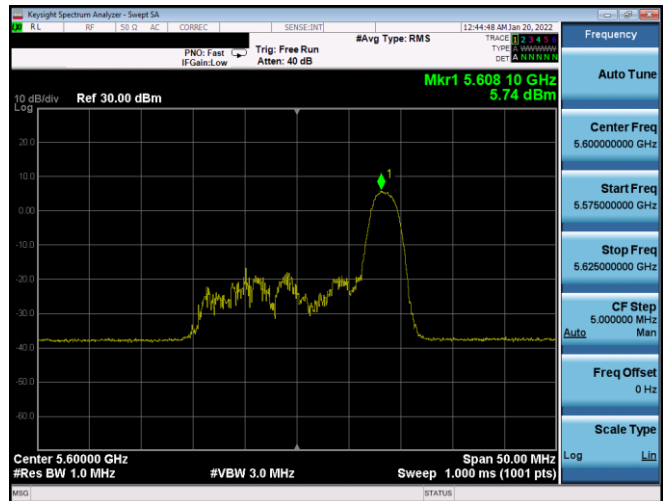 Keysight Spectrum Analyzer - Swept SA
RL RF 50 Ω AC CORREC SENSE:INT 12:44:48 AM Jan 20, 2022
#Avg Type: RMS
TRACE 1 2 3 4 5 6
PNO: Fast Trig: Free Run TYPE A WWWWW
IFGain:Low Atten: 40 dB DET A N N N N N
Mkr1 5.608 10 GHz
5.74 dBm
10 dB/div Ref 30.00 dBm
Log
1
20.0
10.0
0.00
-10.0
-20.0
-30.0
-40.0
-50.0
-60.0
Center 5.60000 GHz Span 50.00 MHz
#Res BW 1.0 MHz #VBW 3.0 MHz Sweep 1.000 ms (1001 pts)
MSG STATUS
Frequency
Auto Tune
Center Freq
5.600000000 GHz
Start Freq
5.575000000 GHz
Stop Freq
5.625000000 GHz
CF Step
5.000000 MHz
Auto Man
Freq Offset
0 Hz
Scale Type
Log Lin